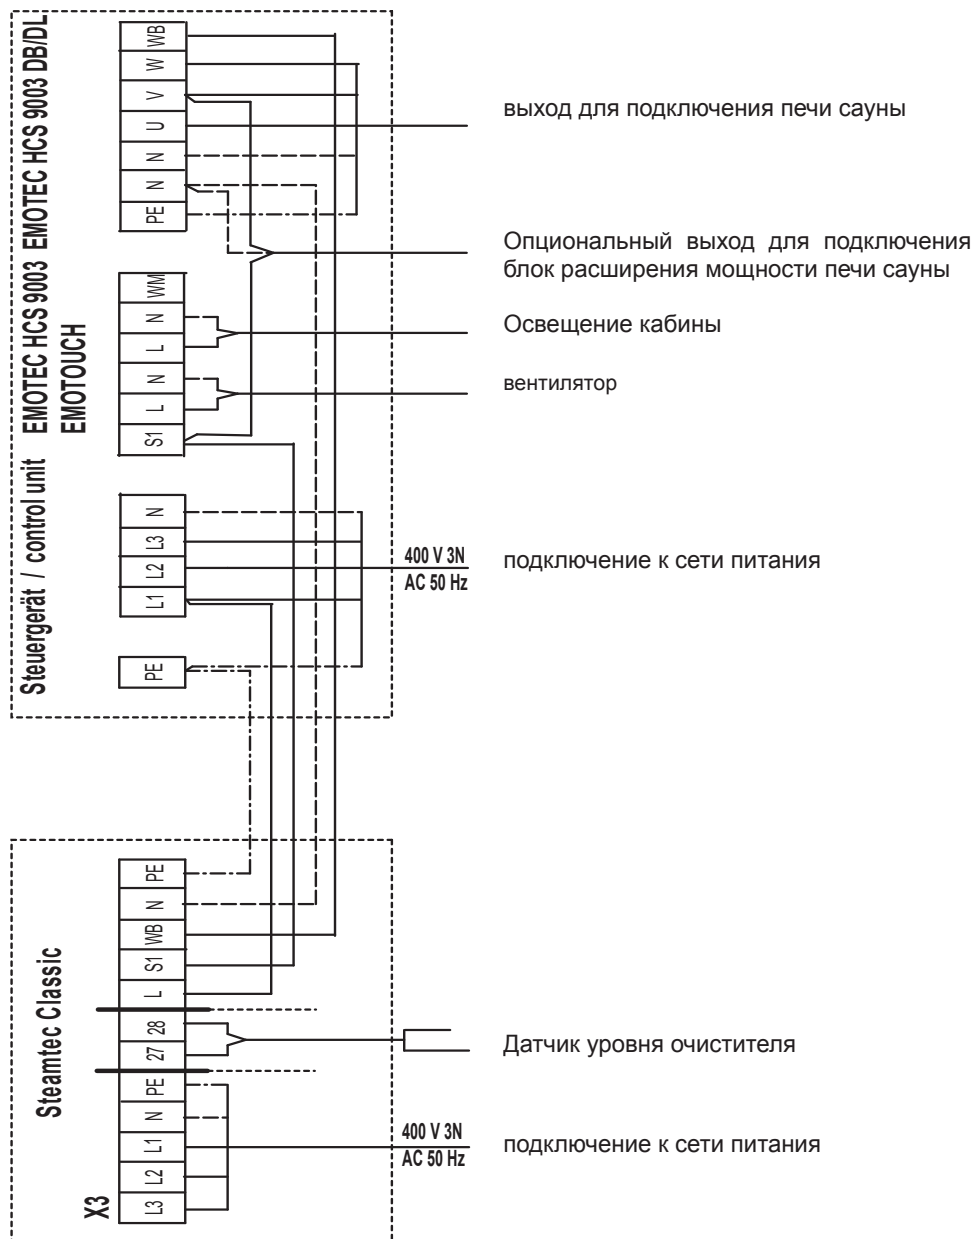 Steuergerät / control unit EMOTEC HCS 9003 EMOTEC HCS 9003 DB/DL
EMOTOUCH
WB
W
V
U
N
N
PE
выход для подключения печи сауны
Опциональный выход для подключения
блок расширения мощности печи сауны
WM
N
L
N
L
S1
Освещение кабины
вентилятор
N
L3
L2
L1
400 V 3N
AC 50 Hz
подключение к сети питания
PE
Steamtec Classic
PE
N
WB
S1
L
28
27
Датчик уровня очистителя
PE
N
L1
L2
L3
X3
400 V 3N
AC 50 Hz
подключение к сети питания